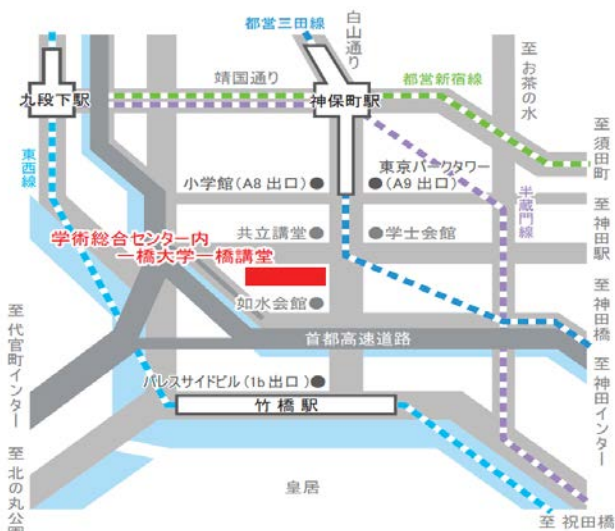 都営三田線
白山通り
靖国通り
都営新宿線
至お茶の水
九段下駅
神保町駅
至須田町
東西線
小学館(A8 出口)
東京パークタワー
(A9 出口)
半蔵門線
至神田駅
共立講堂
学士会館
学術総合センター内
一橋大学一橋講堂
如水会館
至神田橋
首都高速道路
至代官町インター
至神田インター
パレスサイドビル(1b 出口)
竹橋駅
至北の丸公園
皇居
至 祝田橋